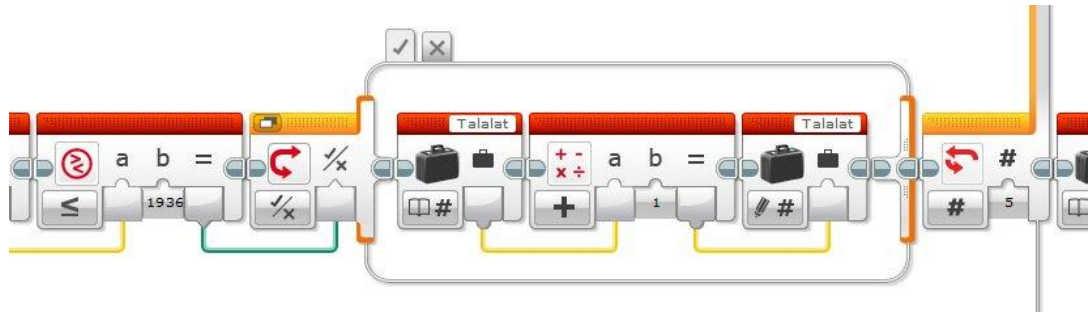 Talalat Talalat
a b = a b = #
≤ 1936 # + 1 # # 5